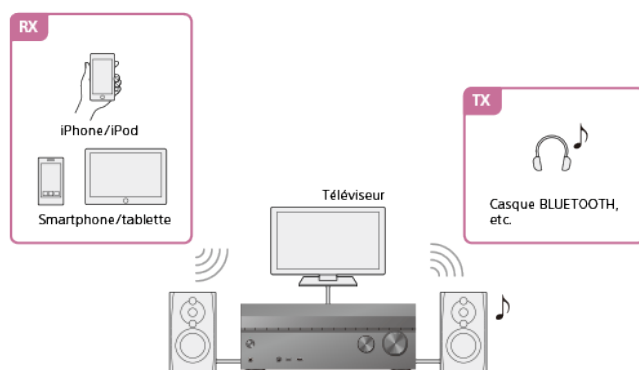 RX
iPhone/iPod
Smartphone/tablette
TX
Casque BLUETOOTH,
etc.
Téléviseur